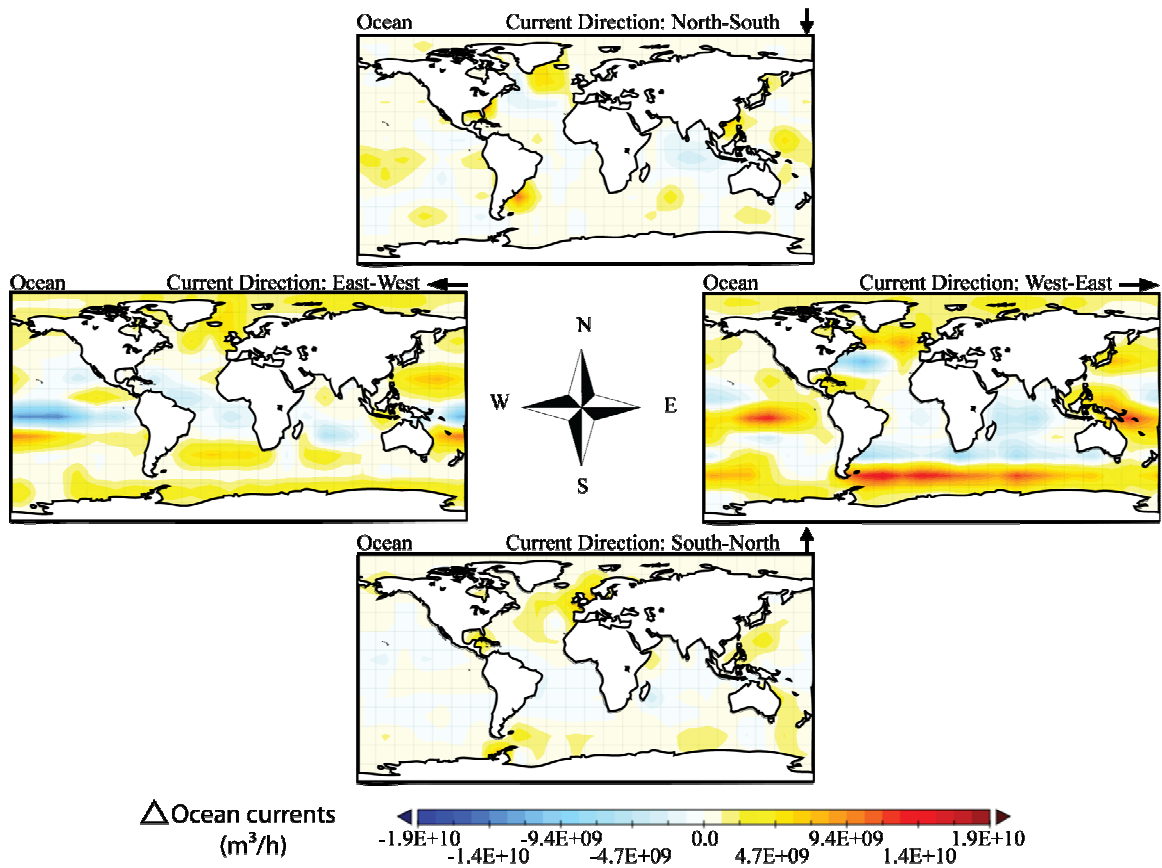 Ocean Current Direction: North-South
Ocean Current Direction: East-West
Ocean Current Direction: West-East
N
W E
S
Ocean Current Direction: South-North
△ Ocean currents
(m³/h)
-1.9E+10 -9.4E+09 0.0 9.4E+09 1.9E+10
-1.4E+10 -4.7E+09 4.7E+09 1.4E+10